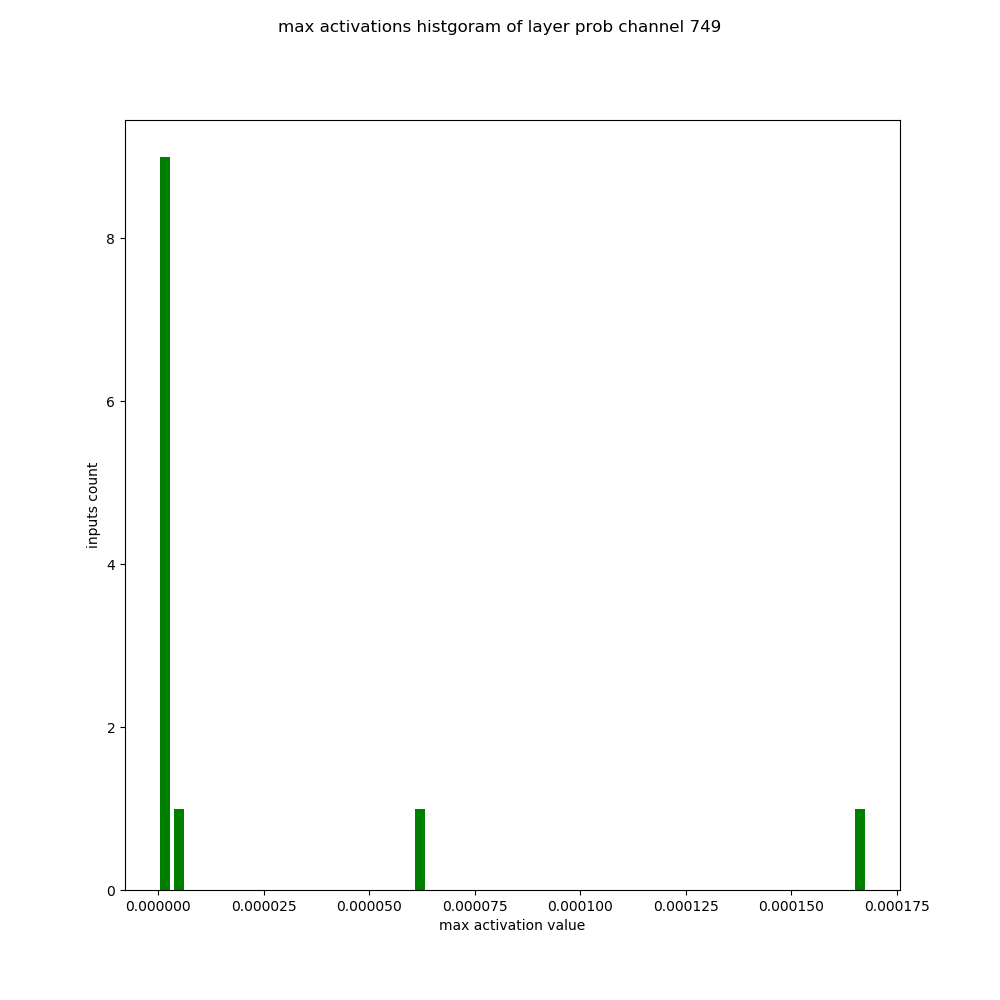 max activations histgoram of layer prob channel 749
8
6
4
2
0
inputs count
0.000000 0.000025 0.000050 0.000075 0.000100 0.000125 0.000150 0.000175
max activation value